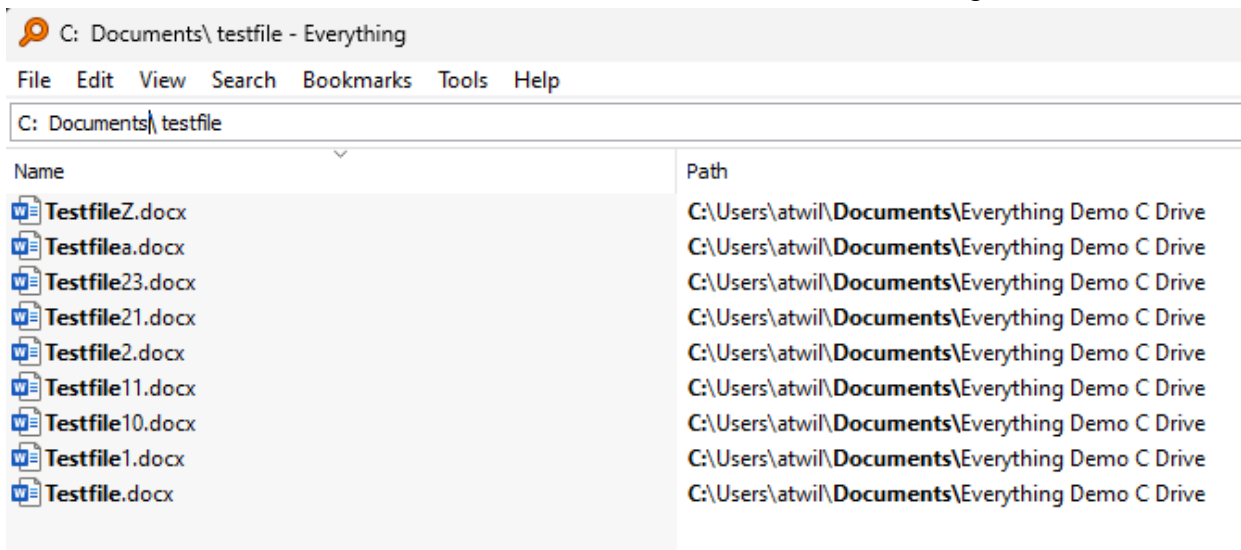 C: Documents\ testfile - Everything
File Edit View Search Bookmarks Tools Help
C: Documents\ testfile
Name Path
TestfileZ.docx C:\Users\atwil\Documents\Everything Demo C Drive
Testfilea.docx C:\Users\atwil\Documents\Everything Demo C Drive
Testfile23.docx C:\Users\atwil\Documents\Everything Demo C Drive
Testfile21.docx C:\Users\atwil\Documents\Everything Demo C Drive
Testfile2.docx C:\Users\atwil\Documents\Everything Demo C Drive
Testfile11.docx C:\Users\atwil\Documents\Everything Demo C Drive
Testfile10.docx C:\Users\atwil\Documents\Everything Demo C Drive
Testfile1.docx C:\Users\atwil\Documents\Everything Demo C Drive
Testfile.docx C:\Users\atwil\Documents\Everything Demo C Drive